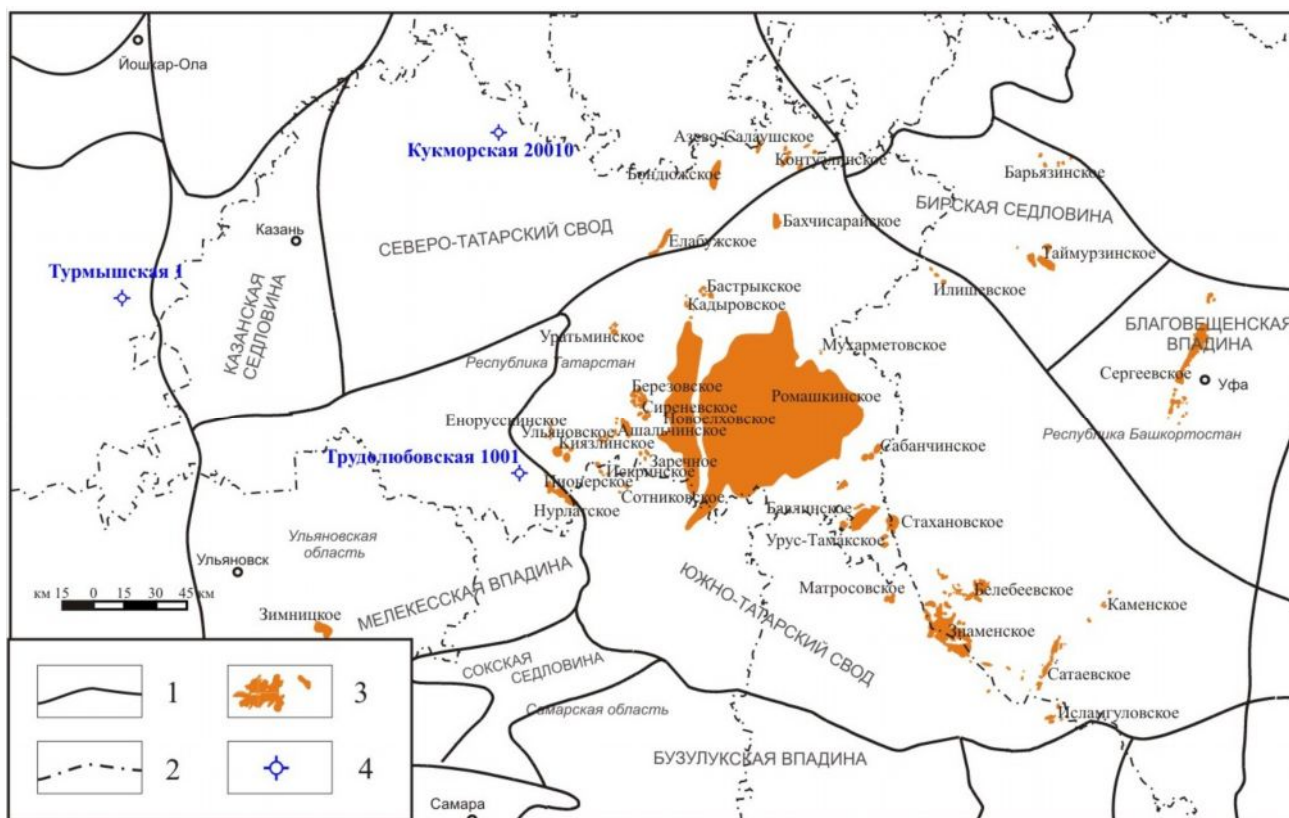 Йошкар-Ола
Кукморская 20010
Азево-Салаушское
Контузлинское
Бондюжское
Барьязинское
БИРСКАЯ СЕДЛОВИНА
Казань
СЕВЕРО-ТАТАРСКИЙ СВОД
Бахчисарайское
Елабужское
Таймурзинское
Турмышская 1
КАЗАНСКАЯ
СЕДЛОВИНА
Бастрыкское
Кадыровское
Илишевское
Уратьминское
Республика Татарстан
Мухарметовское
БЛАГОВЕЩЕНСКАЯ
ВПАДИНА
Сергеевское
Уфа
Березовское
Сиреневское
Новоелховское
Ромашкинское
Енорусскинское
Ульяновское
Ашальчинское
Киязлинское
Республика Башкортостан
Трудолюбовская 1001
Заречное
Искринское
Сабанчинское
Пионерское
Сотниковское
Нурлатское
Бавлинское
Стахановское
Урус-Тамакское
Ульяновская
область
Ульяновск
МЕЛЕКЕССКАЯ ВПАДИНА
ЮЖНО-ТАТАРСКИЙ СВОД
Матросовское
Белебеевское
Каменское
км 15 0 15 30 45 км
Зимницкое
Знаменское
СОКСКАЯ
СЕДЛОВИНА
Сатаевское
Самарская область
Исламгуловское
БУЗУЛУКСКАЯ ВПАДИНА
Самара
1
3
2
4